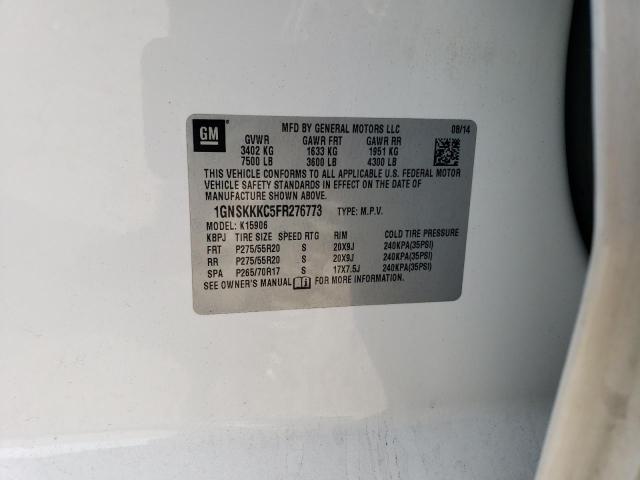 GM
MFD BY GENERAL MOTORS LLC 08/14
GVWR GAWR FRT GAWR RR
3402 KG 1633 KG 1951 KG
7500 LB 3600 LB 4300 LB
THIS VEHICLE CONFORMS TO ALL APPLICABLE U.S. FEDERAL MOTOR
VEHICLE SAFETY STANDARDS IN EFFECT ON THE DATE OF
MANUFACTURE SHOWN ABOVE.
1GNSKKKC5FR276773 TYPE: M.P.V.
MODEL: K15906
KBPJ TIRE SIZE SPEED RTG RIM COLD TIRE PRESSURE
FRT P275/55R20 S 20X9J 240KPA(35PSI)
RR P275/55R20 S 20X9J 240KPA(35PSI)
SPA P265/70R17 S 17X7.5J 240KPA(35PSI)
SEE OWNER'S MANUAL FOR MORE INFORMATION.